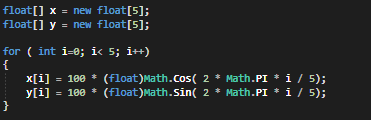 float[] x = new float[5];
float[] y = new float[5];
for ( int i=0; i< 5; i++)
{
x[i] = 100 * (float)Math.Cos( 2 * Math.PI * i / 5);
y[i] = 100 * (float)Math.Sin( 2 * Math.PI * i / 5);
}